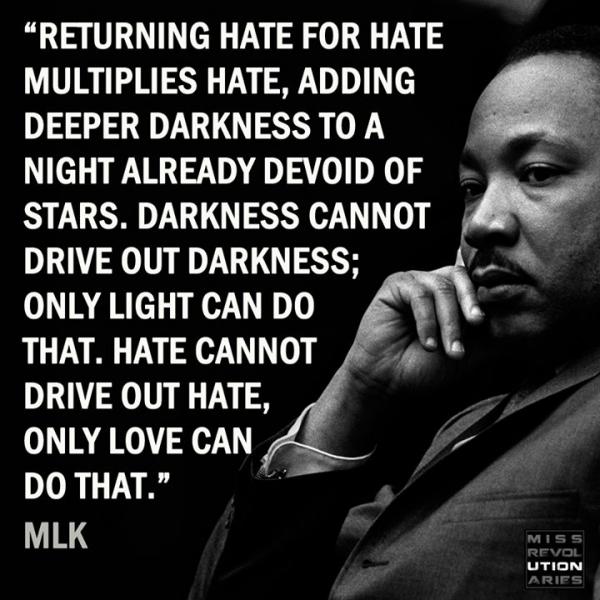 “RETURNING HATE FOR HATE
MULTIPLIES HATE, ADDING
DEEPER DARKNESS TO A
NIGHT ALREADY DEVOID OF
STARS. DARKNESS CANNOT
DRIVE OUT DARKNESS;
ONLY LIGHT CAN DO
THAT. HATE CANNOT
DRIVE OUT HATE,
ONLY LOVE CAN
DO THAT.”
MLK
MISS
REVOL
UTION
ARIES